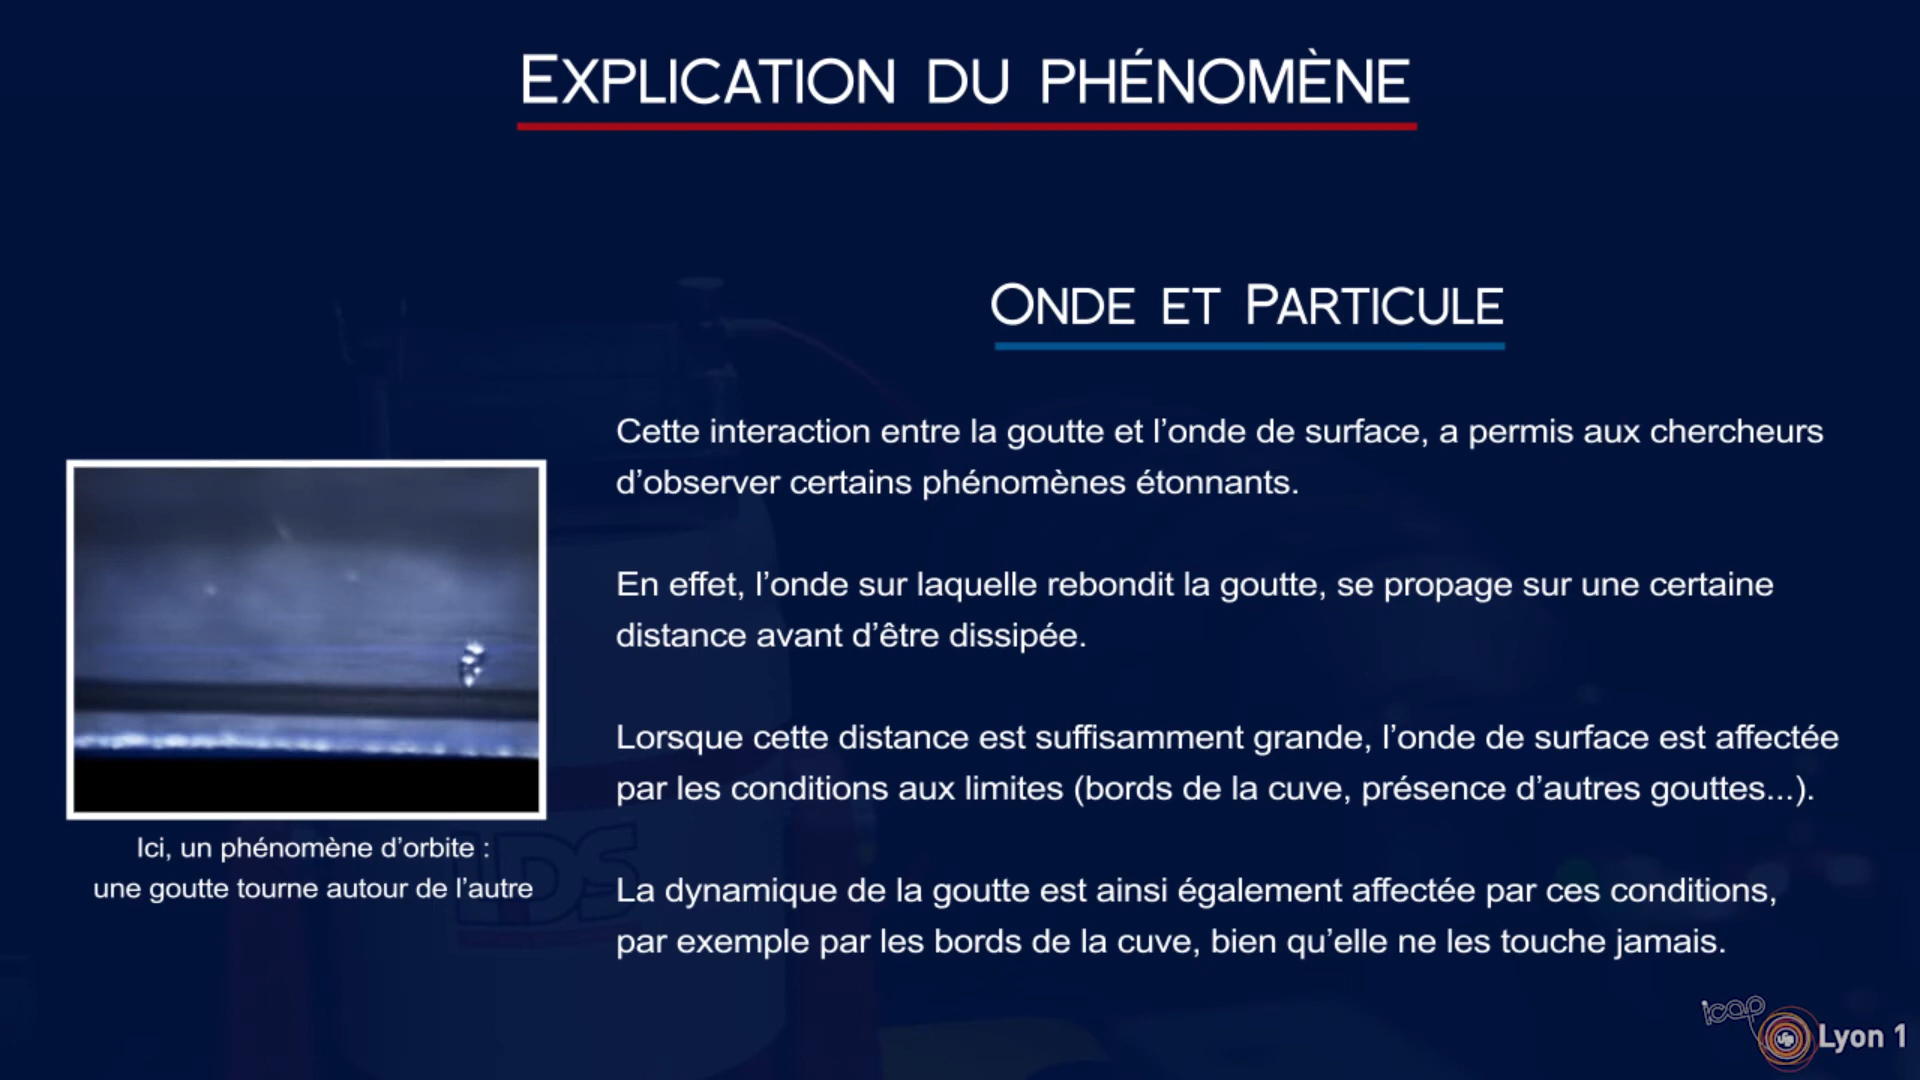 EXPLICATION DU PHÉNOMÈNE
ONDE ET PARTICULE
Cette interaction entre la goutte et l’onde de surface, a permis aux chercheurs
d’observer certains phénomènes étonnants.
En effet, l’onde sur laquelle rebondit la goutte, se propage sur une certaine
distance avant d’être dissipée.
Lorsque cette distance est suffisamment grande, l’onde de surface est affectée
par les conditions aux limites (bords de la cuve, présence d’autres gouttes...).
La dynamique de la goutte est ainsi également affectée par ces conditions,
par exemple par les bords de la cuve, bien qu’elle ne les touche jamais.
Ici, un phénomène d’orbite :
une goutte tourne autour de l’autre
LDS
icap
Lyon 1